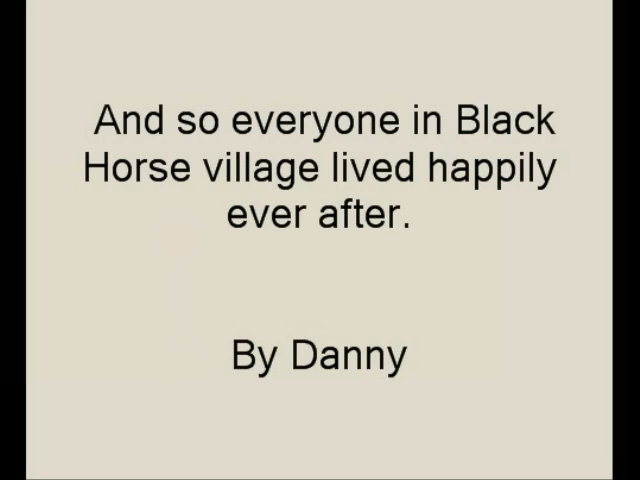 And so everyone in Black
Horse village lived happily
ever after.
By Danny